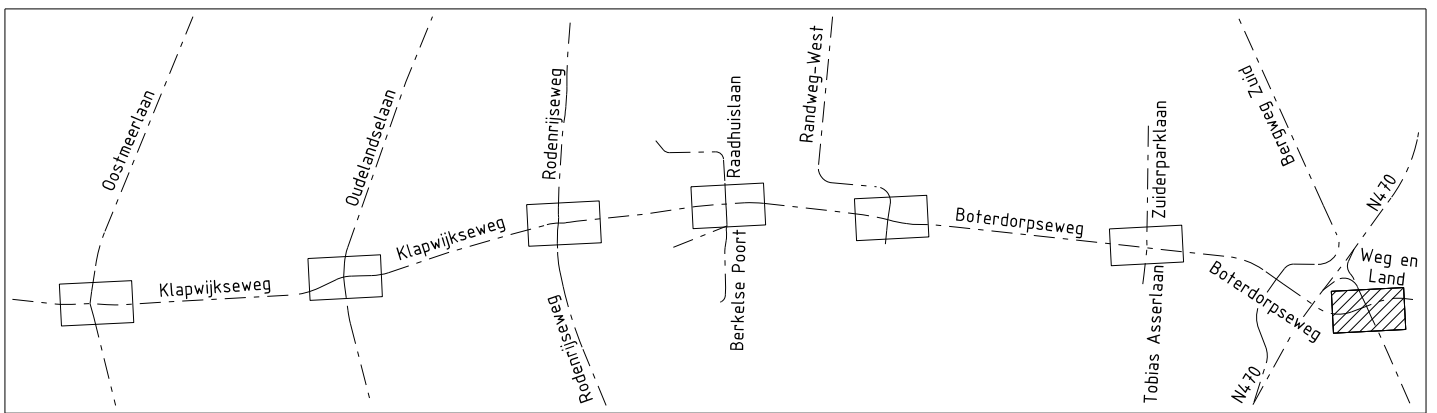 Oostmeerlaan
Klapwijkseweg
Oudelandselaan
Klapwijkseweg
Rodenrijseweg
Rodenrijseweg
Raadhuislaan
Berkelse Poort
Randweg-West
Boterdorpseweg
Zuiderparklaan
Tobias Asserlaan
Bergweg Zuid
Boterdorpseweg
N470
N470
Weg en
Land